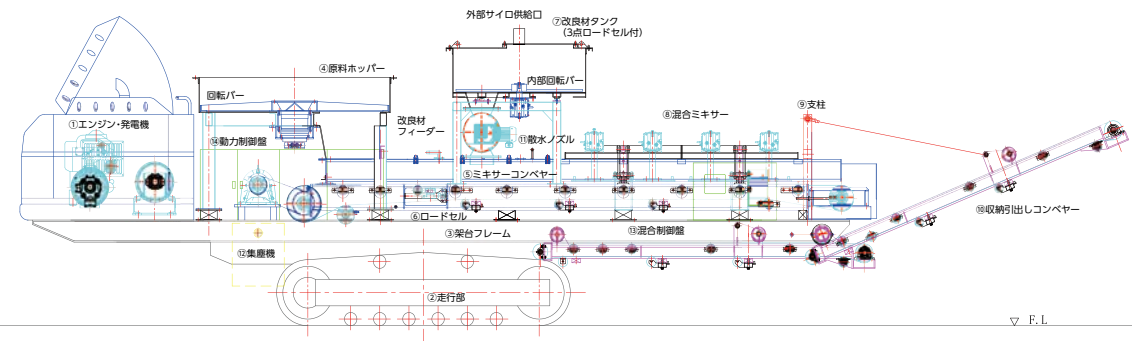 外部サイロ供給口
⑦改良材タンク
(3点ロードセル付)
④原料ホッパー
回転バー
内部回転バー
①エンジン・発電機
改良材
フィーダー
⑧混合ミキサー
⑨支柱
⑭動力制御盤
⑪散水ノズル
⑤ミキサーコンベヤー
⑥ロードセル
⑩収納引出しコンベヤー
③架台フレーム
⑬混合制御盤
⑫集塵機
②走行部
▽ F.L